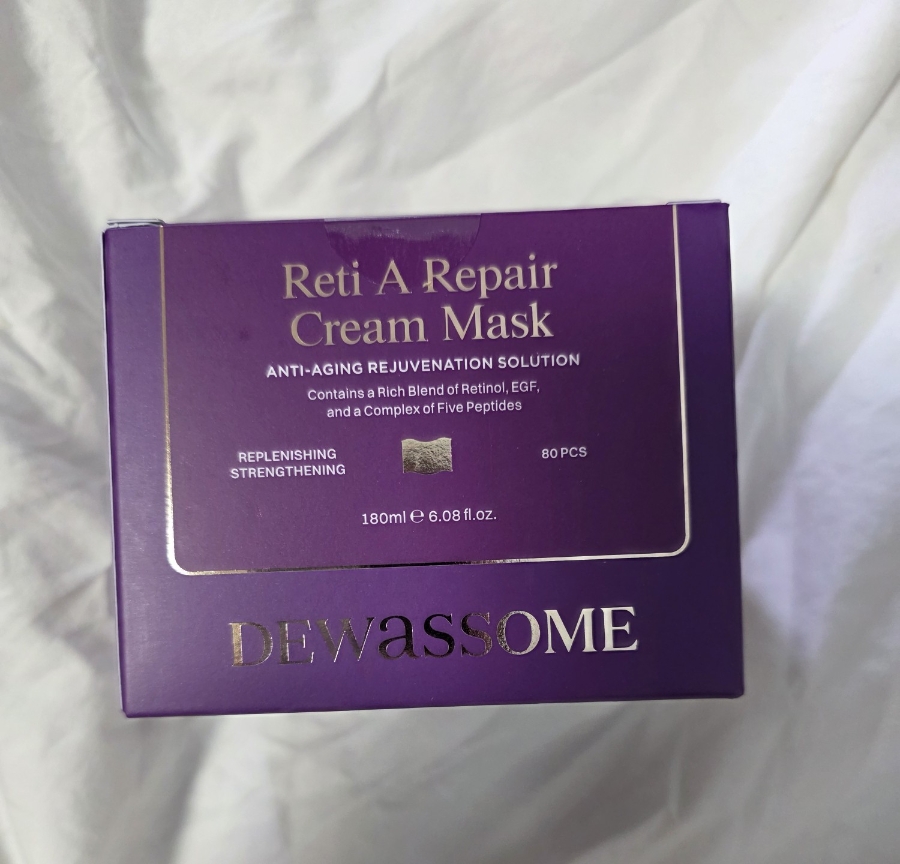 Reti A Repair
Cream Mask
ANTI-AGING REJUVENATION SOLUTION
Contains a Rich Blend of Retinol, EGF,
and a Complex of Five Peptides
REPLENISHING
STRENGTHENING
80 PCS
180ml ℮ 6.08 fl.oz.
DEWassOME